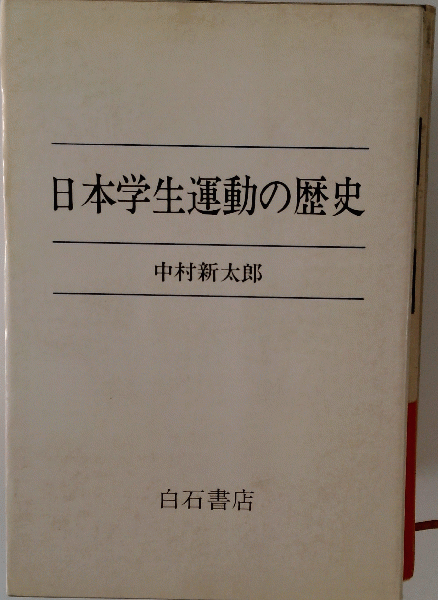 日本学生運動の歴史
中村新太郎
白石書店